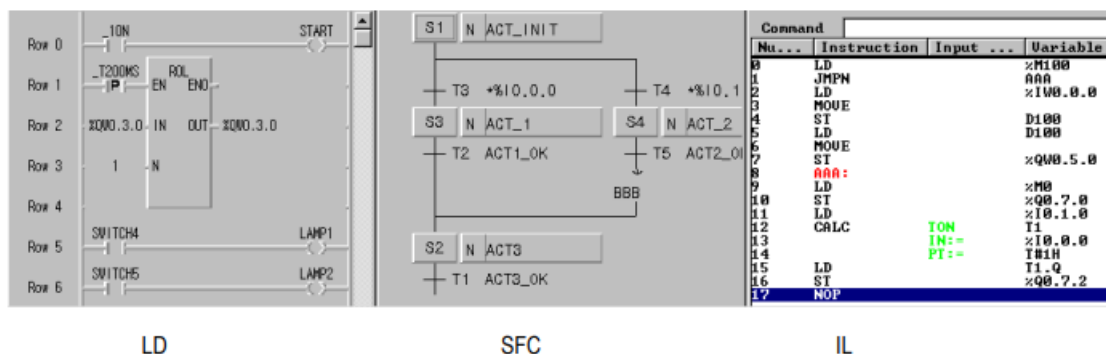 _1ON START
Row 0
_T200MS ROL
Row 1 P EN ENO
Row 2 %QW0.3.0 IN OUT %QW0.3.0
Row 3 1 N
Row 4
SWITCH4 LAMP1
Row 5
SWITCH5 LAMP2
Row 6
LD
S1 N ACT_INIT
T3 *%I0.0.0 T4 *%I0.1
S3 N ACT_1 S4 N ACT_2
T2 ACT1_OK T5 ACT2_O
BBB
S2 N ACT3
T1 ACT3_OK
SFC
Command
Nu... Instruction Input ... Variable
0 LD %M100
1 JMPN AAA
2 LD %IW0.0.0
3 MOVE
4 ST D100
5 LD D100
6 MOVE
7 ST %QW0.5.0
8 AAA:
9 LD %M0
10 ST %Q0.7.0
11 LD %I0.1.0
12 CALC TON T1
13 IN:= %I0.0.0
14 PT:= T#1H
15 LD T1.Q
16 ST %Q0.7.2
17 NOP
IL